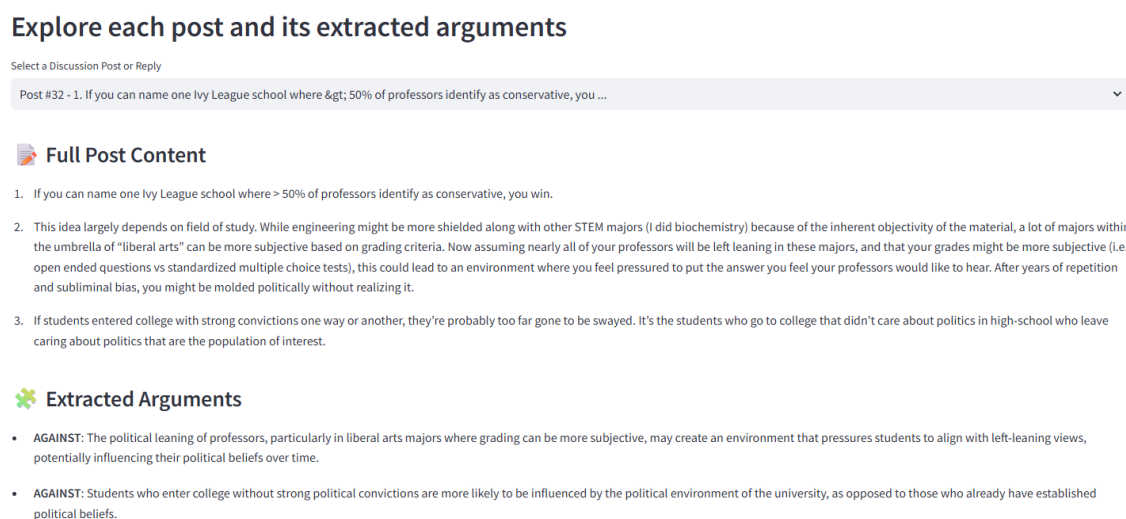 Explore each post and its extracted arguments
Select a Discussion Post or Reply
Post #32 - 1. If you can name one Ivy League school where &gt; 50% of professors identify as conservative, you ...
Full Post Content
1. If you can name one Ivy League school where > 50% of professors identify as conservative, you win.
2. This idea largely depends on field of study. While engineering might be more shielded along with other STEM majors (I did biochemistry) because of the inherent objectivity of the material, a lot of majors withi
the umbrella of “liberal arts” can be more subjective based on grading criteria. Now assuming nearly all of your professors will be left leaning in these majors, and that your grades might be more subjective (i.e.
open ended questions vs standardized multiple choice tests), this could lead to an environment where you feel pressured to put the answer you feel your professors would like to hear. After years of repetition
and subliminal bias, you might be molded politically without realizing it.
3. If students entered college with strong convictions one way or another, they’re probably too far gone to be swayed. It’s the students who go to college that didn’t care about politics in high-school who leave
caring about politics that are the population of interest.
Extracted Arguments
• AGAINST: The political leaning of professors, particularly in liberal arts majors where grading can be more subjective, may create an environment that pressures students to align with left-leaning views,
potentially influencing their political beliefs over time.
• AGAINST: Students who enter college without strong political convictions are more likely to be influenced by the political environment of the university, as opposed to those who already have established
political beliefs.